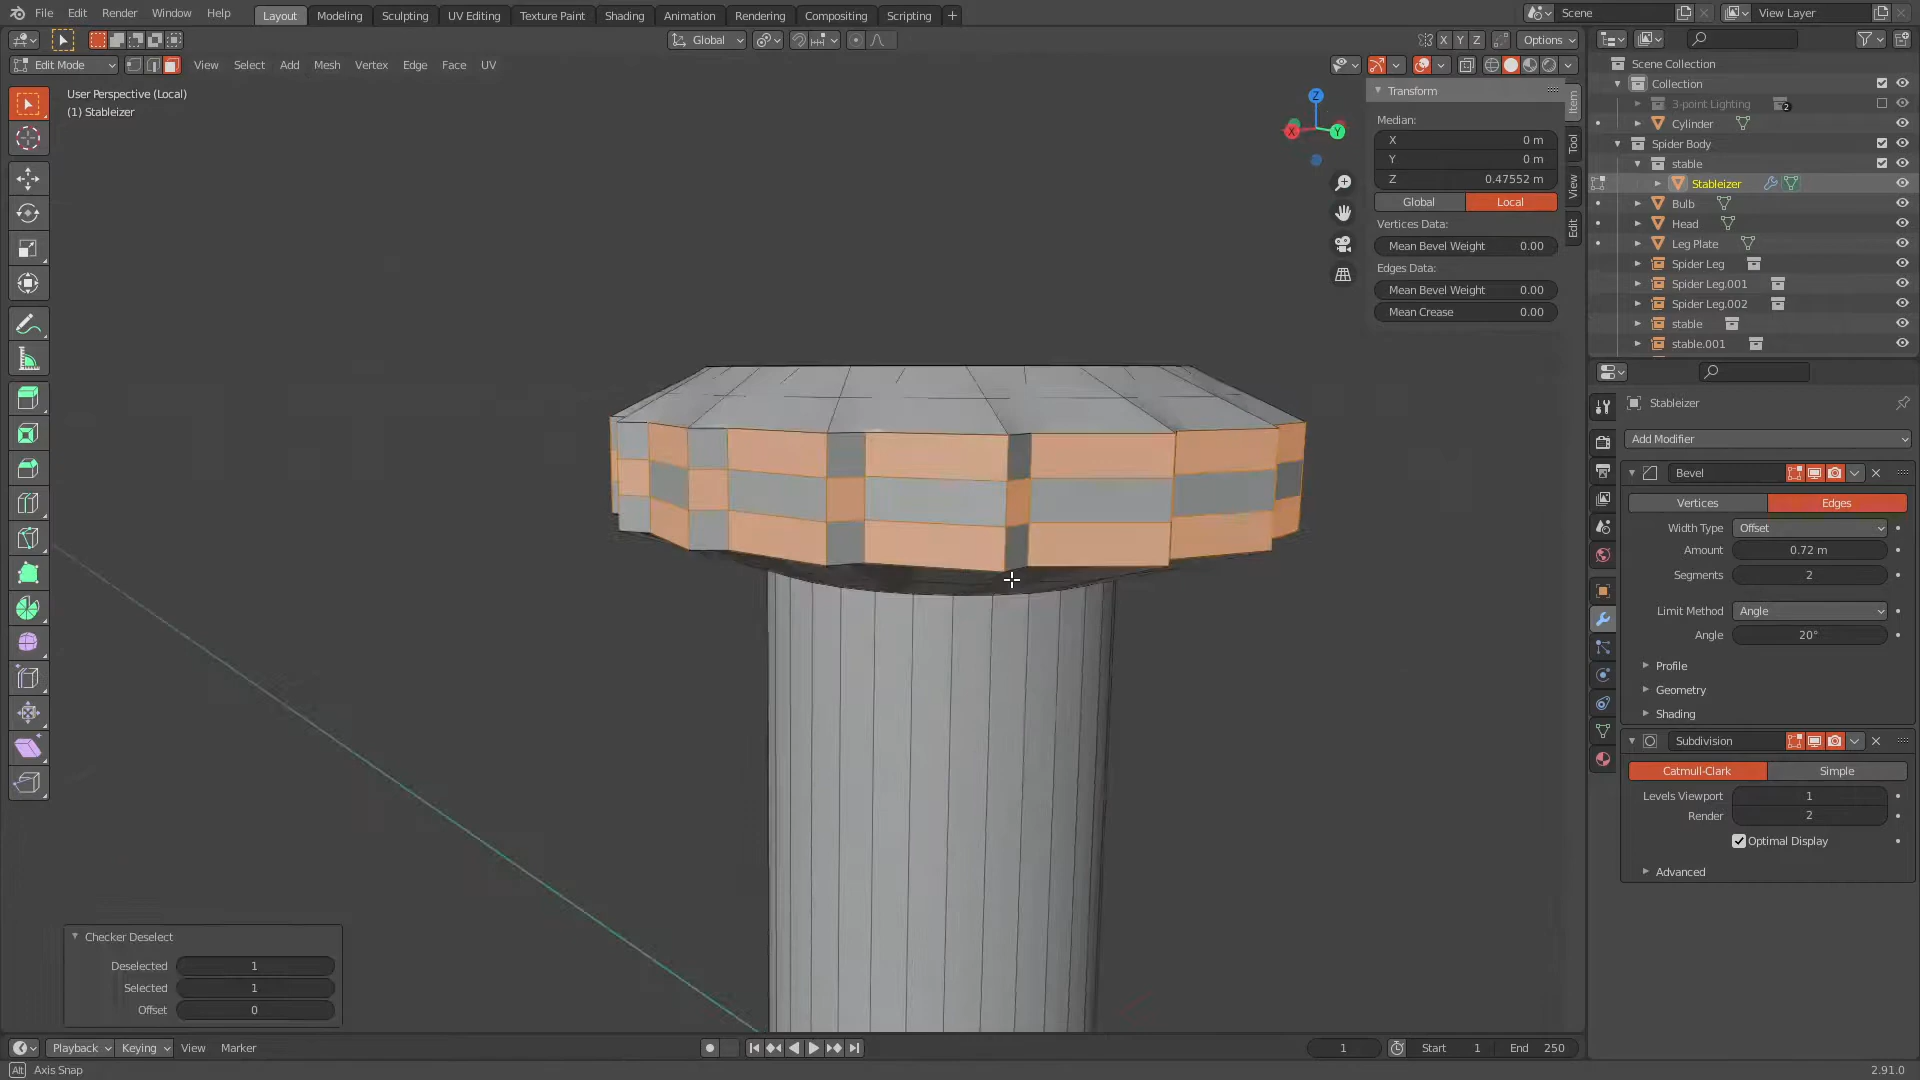 File Edit Render Window Help Layout Modeling Sculpting UV Editing Texture Paint Shading Animation Rendering Compositing Scripting + Scene View Layer
Global X Y Z Options
Edit Mode View Select Add Mesh Vertex Edge Face UV
User Perspective (Local)
(1) Stableizer
Z
X
Y
Transform
Median:
X 0 m
Y 0 m
Z 0.47552 m
Global Local
Vertices Data:
Mean Bevel Weight 0.00
Edges Data:
Mean Bevel Weight 0.00
Mean Crease 0.00
Item
Tool
View
Edit
Scene Collection
Collection
3-point Lighting 2
Cylinder
Spider Body
stable
Stableizer
Bulb
Head
Leg Plate
Spider Leg
Spider Leg.001
Spider Leg.002
stable
stable.001
Stableizer
Add Modifier
Bevel
Vertices Edges
Width Type Offset
Amount 0.72 m
Segments 2
Limit Method Angle
Angle 20°
Profile
Geometry
Shading
Subdivision
Catmull-Clark Simple
Levels Viewport 1
Render 2
Optimal Display
Advanced
Checker Deselect
Deselected 1
Selected 1
Offset 0
Playback Keying View Marker 1 Start 1 End 250
Alt Axis Snap 2.91.0